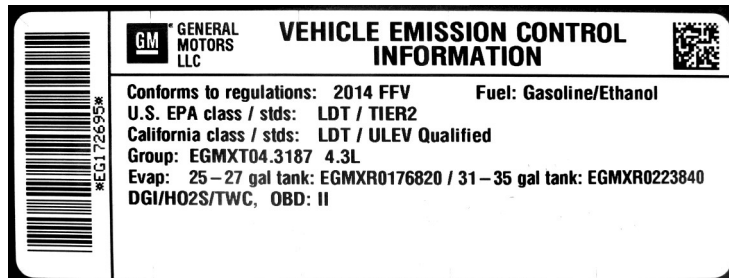 *EG172695*
GM
GENERAL
MOTORS
LLC
VEHICLE EMISSION CONTROL
INFORMATION
Conforms to regulations: 2014 FFV Fuel: Gasoline/Ethanol
U.S. EPA class / stds: LDT / TIER2
California class / stds: LDT / ULEV Qualified
Group: EGMXT04.3187 4.3L
Evap: 25–27 gal tank: EGMXR0176820 / 31–35 gal tank: EGMXR0223840
DGI/HO2S/TWC, OBD: II